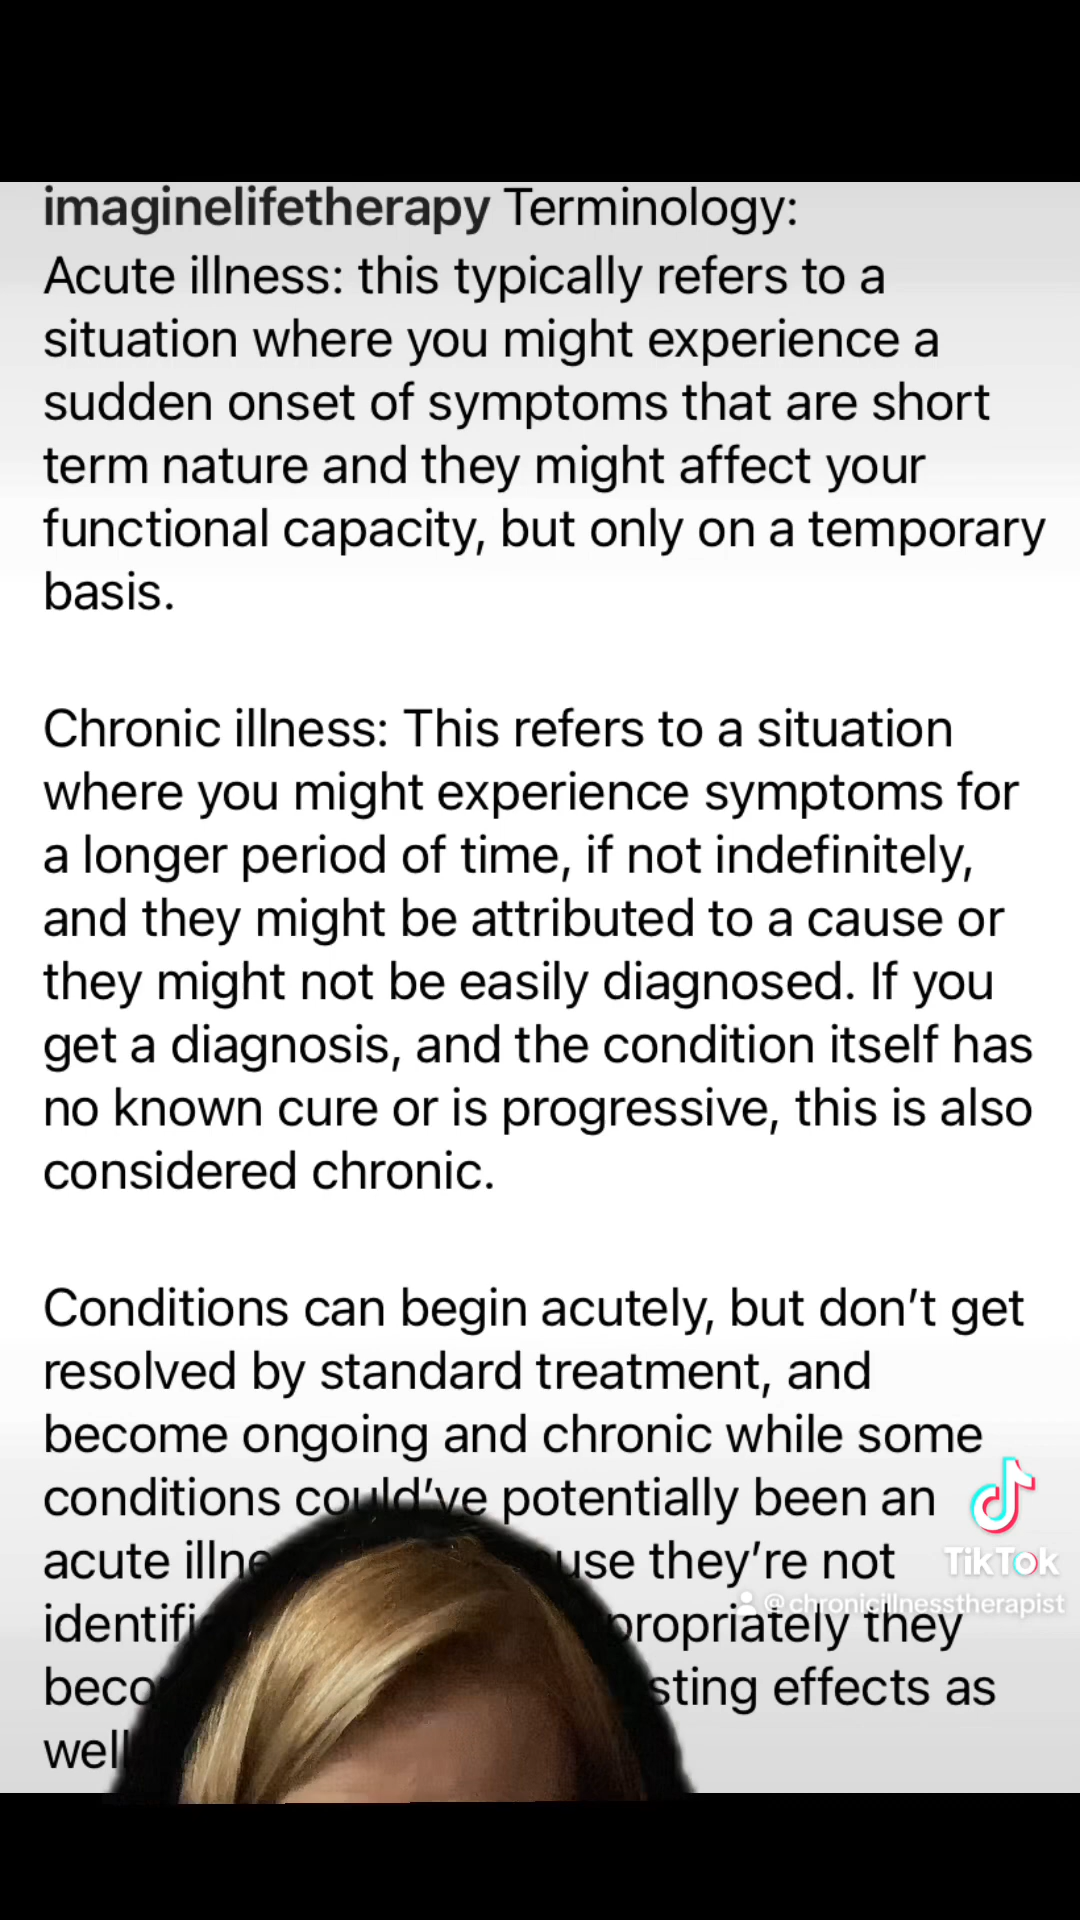 imaginelifetherapy Terminology:
Acute illness: this typically refers to a
situation where you might experience a
sudden onset of symptoms that are short
term nature and they might affect your
functional capacity, but only on a temporary
basis.
Chronic illness: This refers to a situation
where you might experience symptoms for
a longer period of time, if not indefinitely,
and they might be attributed to a cause or
they might not be easily diagnosed. If you
get a diagnosis, and the condition itself has
no known cure or is progressive, this is also
considered chronic.
Conditions can begin acutely, but don’t get
resolved by standard treatment, and
become ongoing and chronic while some
conditions could’ve potentially been an
acute they’re not
they
effects as
well
TikTok
@chronicillnesstherapist